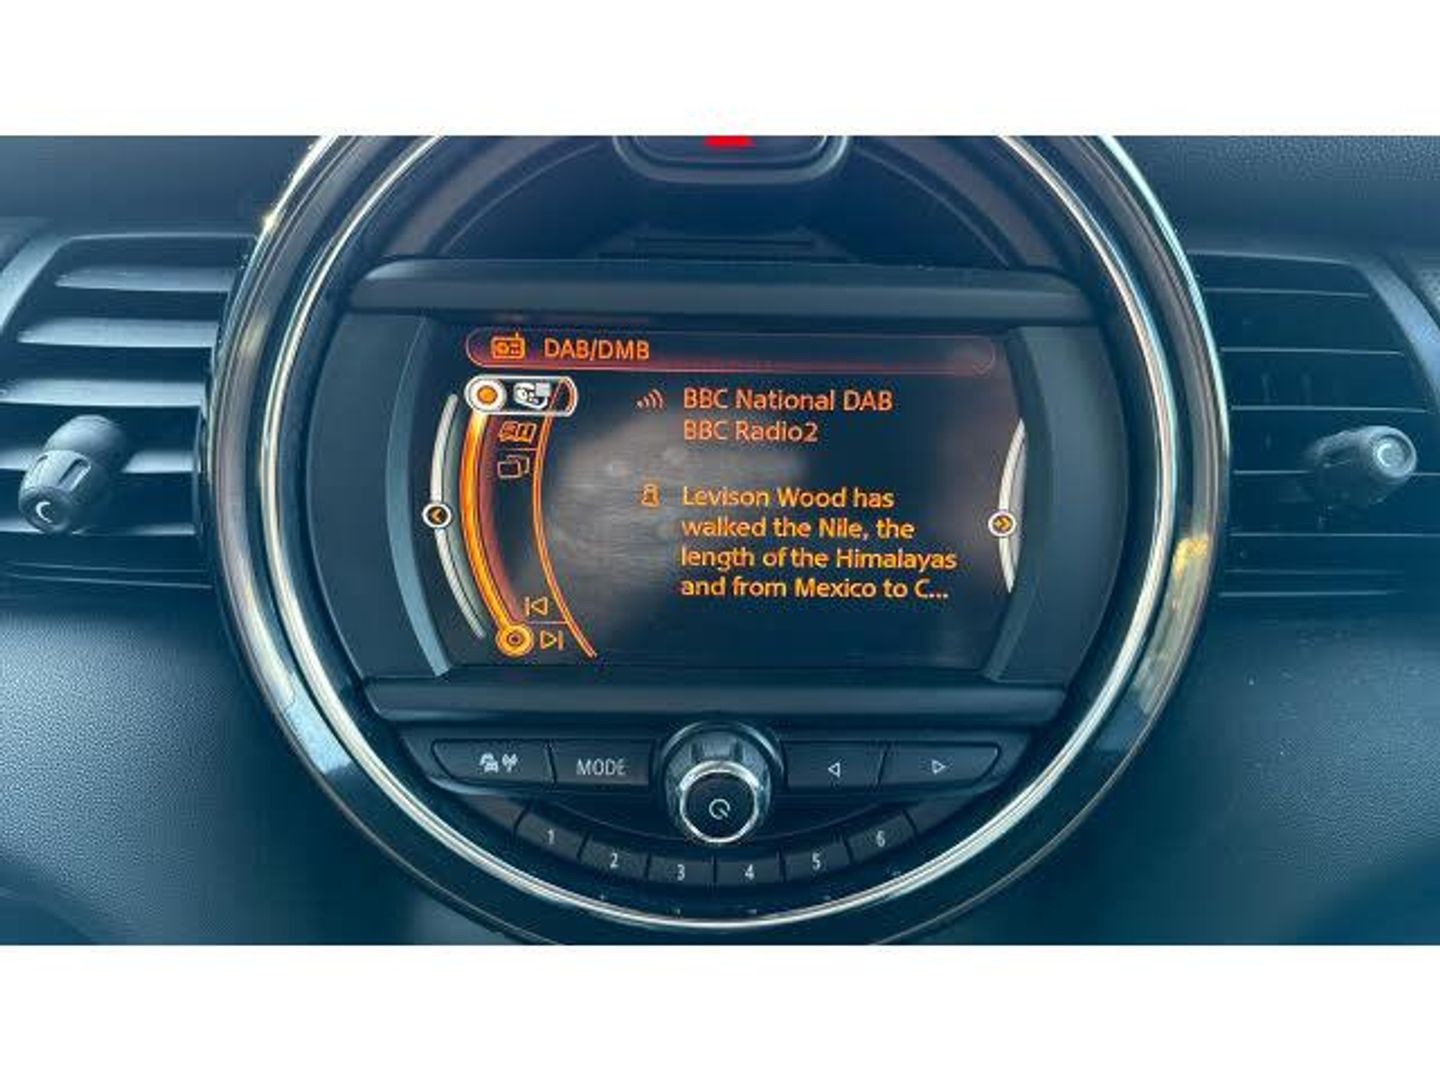 DAB/DMB
BBC National DAB
BBC Radio2
Levison Wood has
walked the Nile, the
length of the Himalayas
and from Mexico to C...
MODE
1
2
3
4
5
6